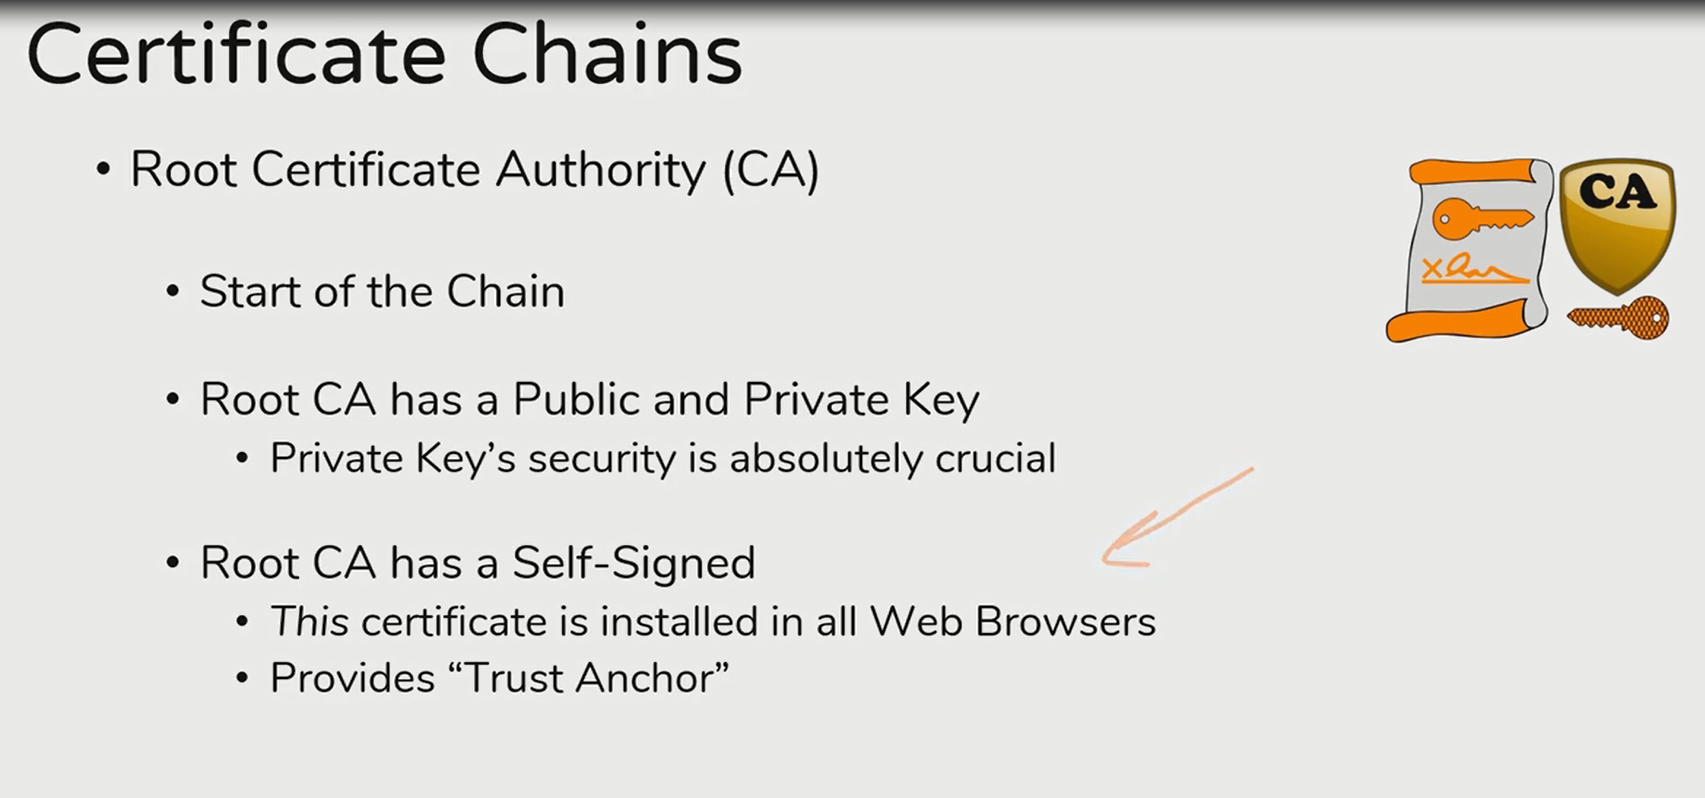 Certificate Chains
• Root Certificate Authority (CA)
CA
• Start of the Chain
• Root CA has a Public and Private Key
• Private Key’s security is absolutely crucial
• Root CA has a Self-Signed
• This certificate is installed in all Web Browsers
• Provides “Trust Anchor”